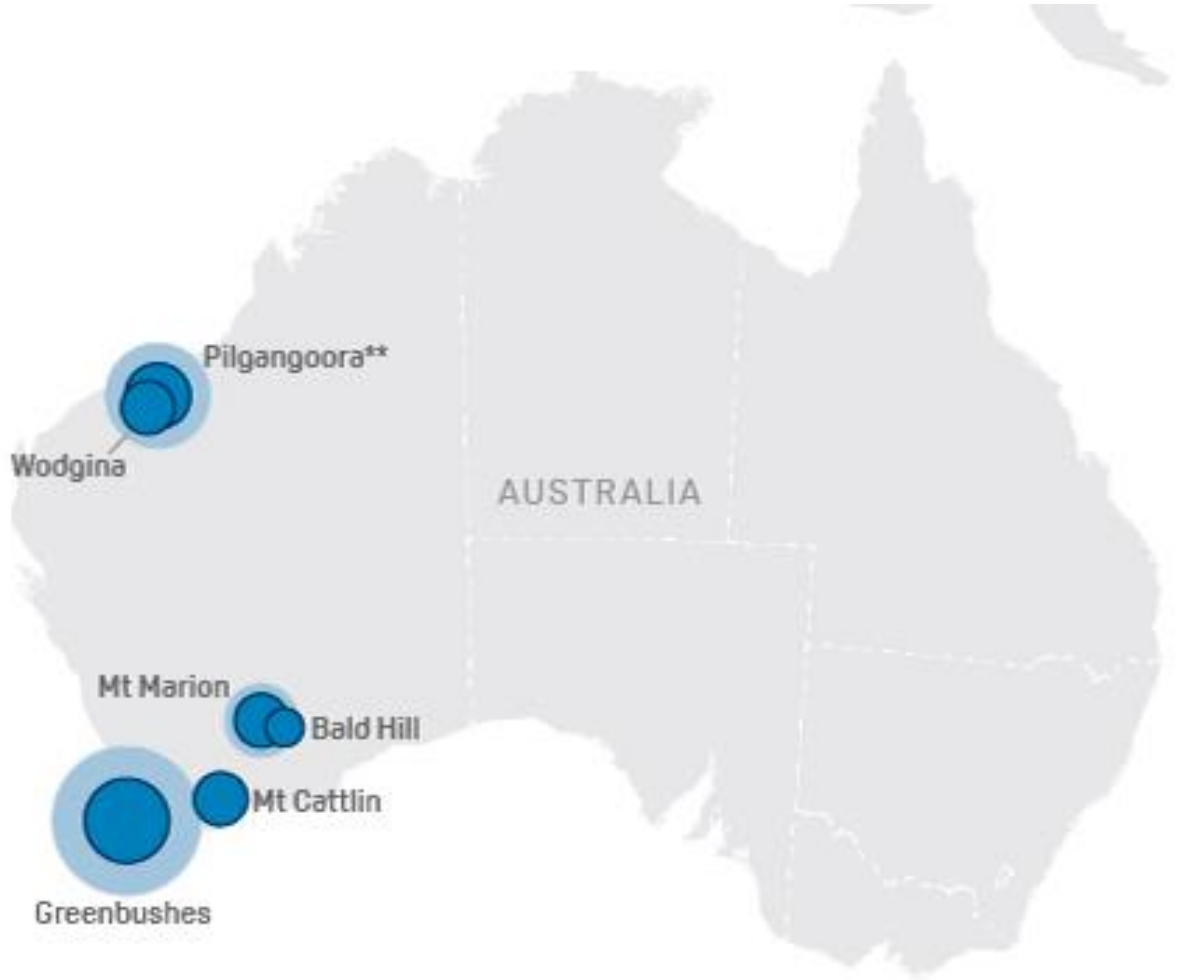 Pilgangoora**
Wodgina
AUSTRALIA
Mt Marion
Bald Hill
Mt Cattlin
Greenbushes